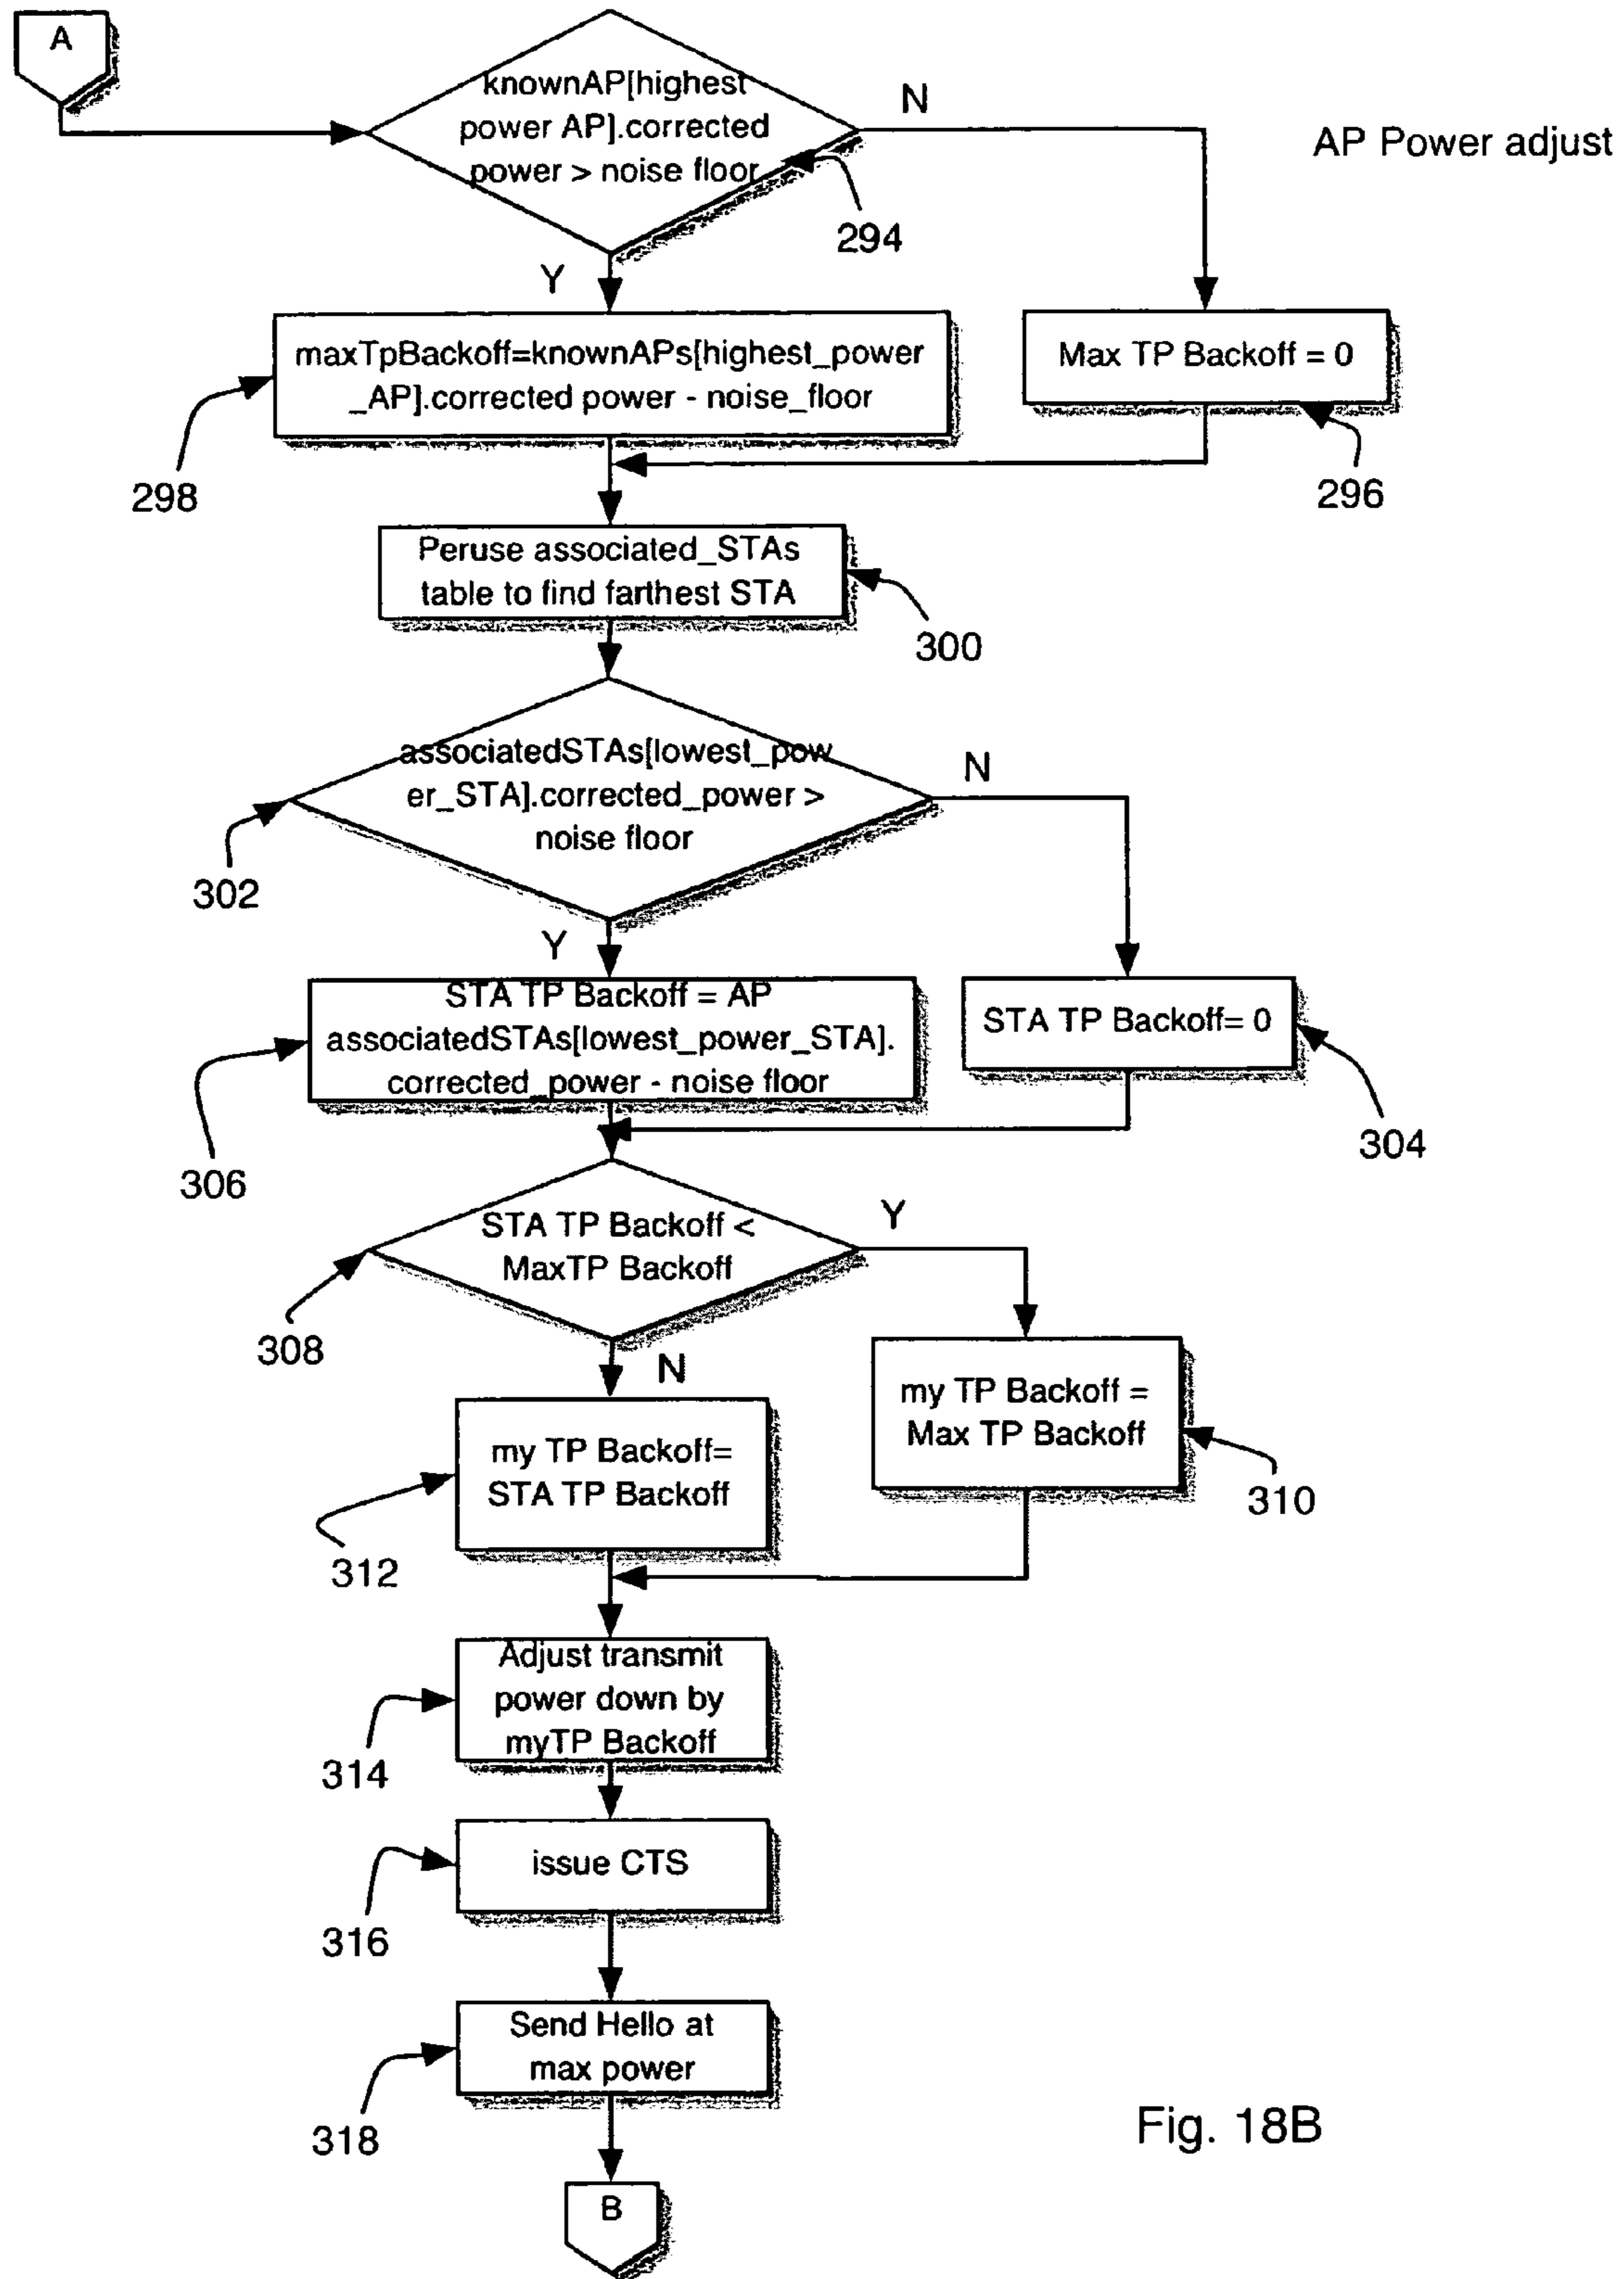 A
knownAP[highest
power AP].corrected
power > noise floor
N
AP Power adjust
294
Y
maxTpBackoff=knownAPs[highest_power
_AP].corrected power - noise_floor
Max TP Backoff = 0
298
296
Peruse associated_STAs
table to find farthest STA
300
associatedSTAs[lowest_pow
er_STA].corrected_power >
noise floor
N
302
Y
STA TP Backoff = AP
associatedSTAs[lowest_power_STA].
corrected_power - noise floor
STA TP Backoff= 0
304
306
STA TP Backoff <
MaxTP Backoff
Y
308
N
my TP Backoff =
Max TP Backoff
my TP Backoff=
STA TP Backoff
310
312
Adjust transmit
power down by
myTP Backoff
314
issue CTS
316
Send Hello at
max power
318
Fig. 18B
B